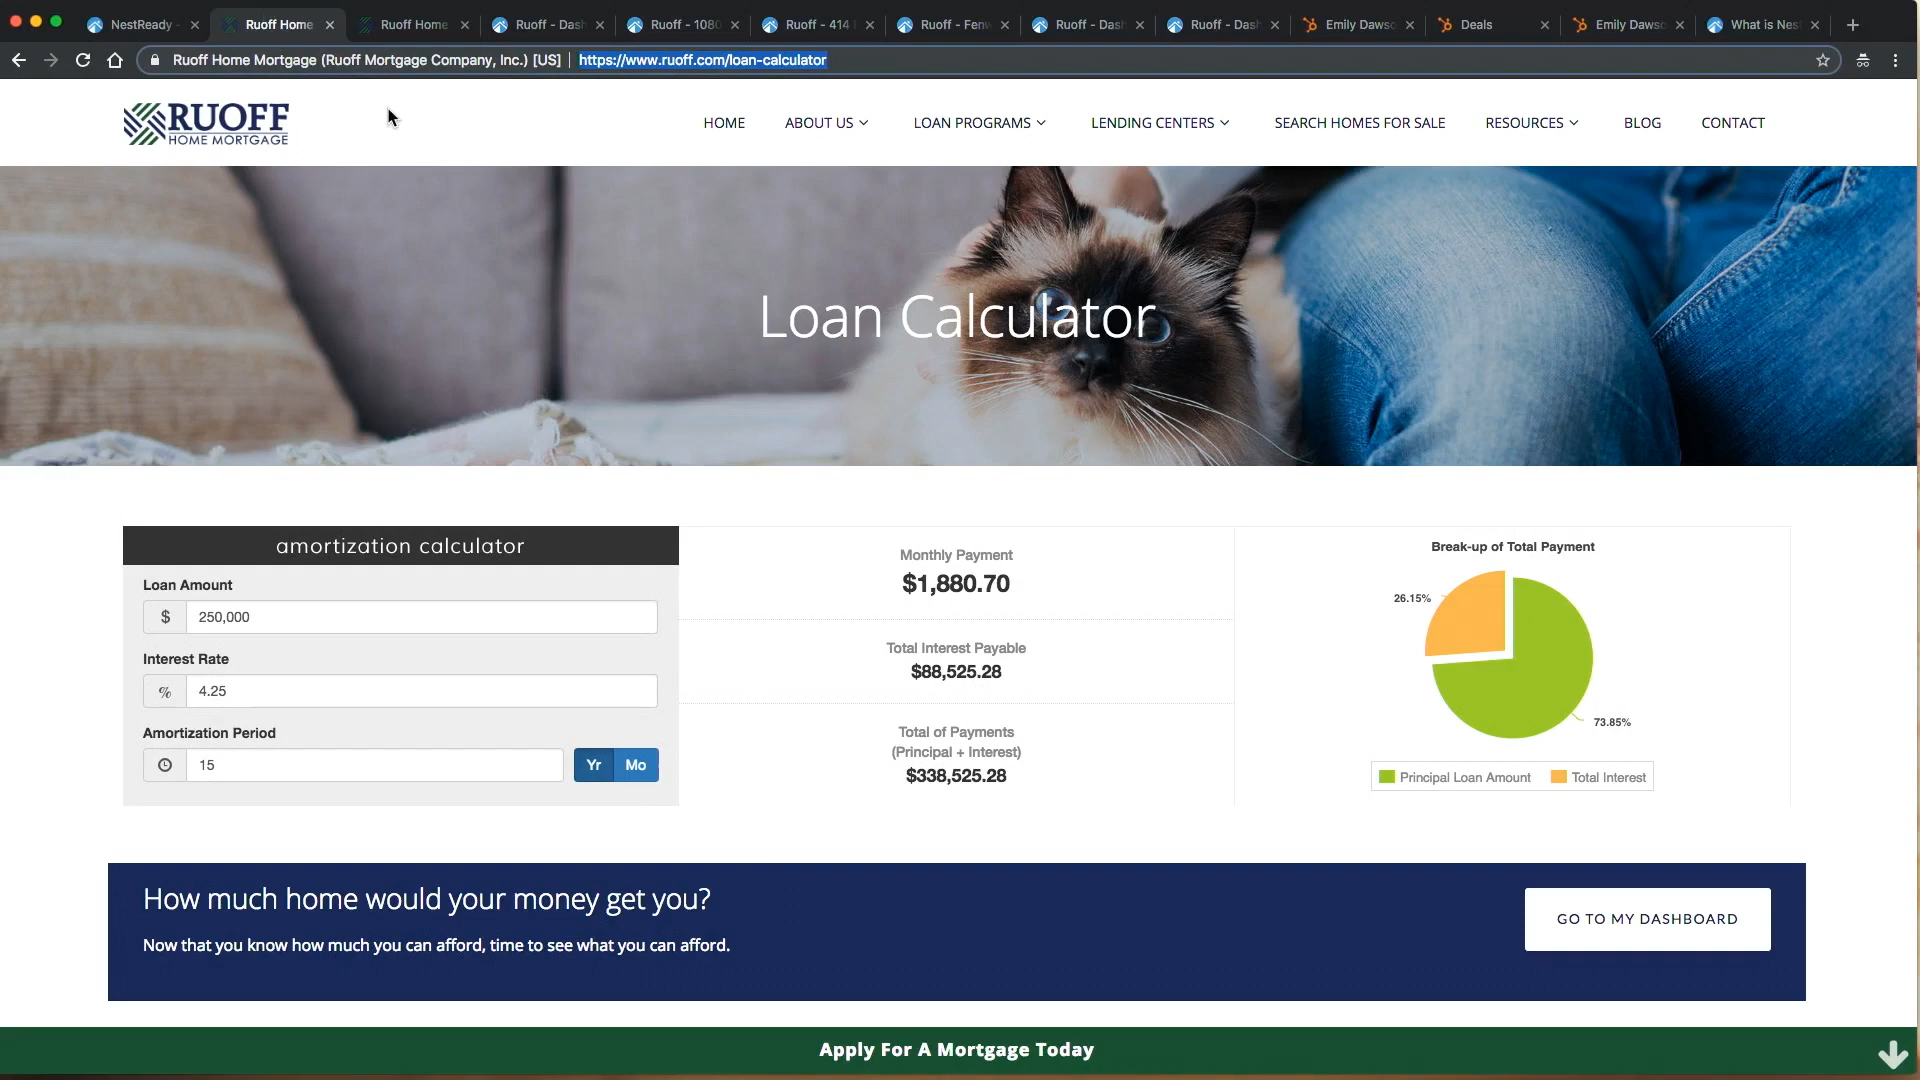 NestReady
Ruoff Home
Ruoff Home
Ruoff - Dash
Ruoff - 1080
Ruoff - 414
Ruoff - Fenw
Ruoff - Dash
Ruoff - Dash
Emily Dawso
Deals
Emily Dawso
What is Nest
Ruoff Home Mortgage (Ruoff Mortgage Company, Inc.) [US] | https://www.ruoff.com/loan-calculator
RUOFF
HOME MORTGAGE
HOME
ABOUT US
LOAN PROGRAMS
LENDING CENTERS
SEARCH HOMES FOR SALE
RESOURCES
BLOG
CONTACT
Loan Calculator
amortization calculator
Loan Amount
$ 250,000
Interest Rate
% 4.25
Amortization Period
15 Yr Mo
Monthly Payment
$1,880.70
Total Interest Payable
$88,525.28
Total of Payments
(Principal + Interest)
$338,525.28
Break-up of Total Payment
26.15%
73.85%
Principal Loan Amount
Total Interest
How much home would your money get you?
Now that you know how much you can afford, time to see what you can afford.
GO TO MY DASHBOARD
Apply For A Mortgage Today